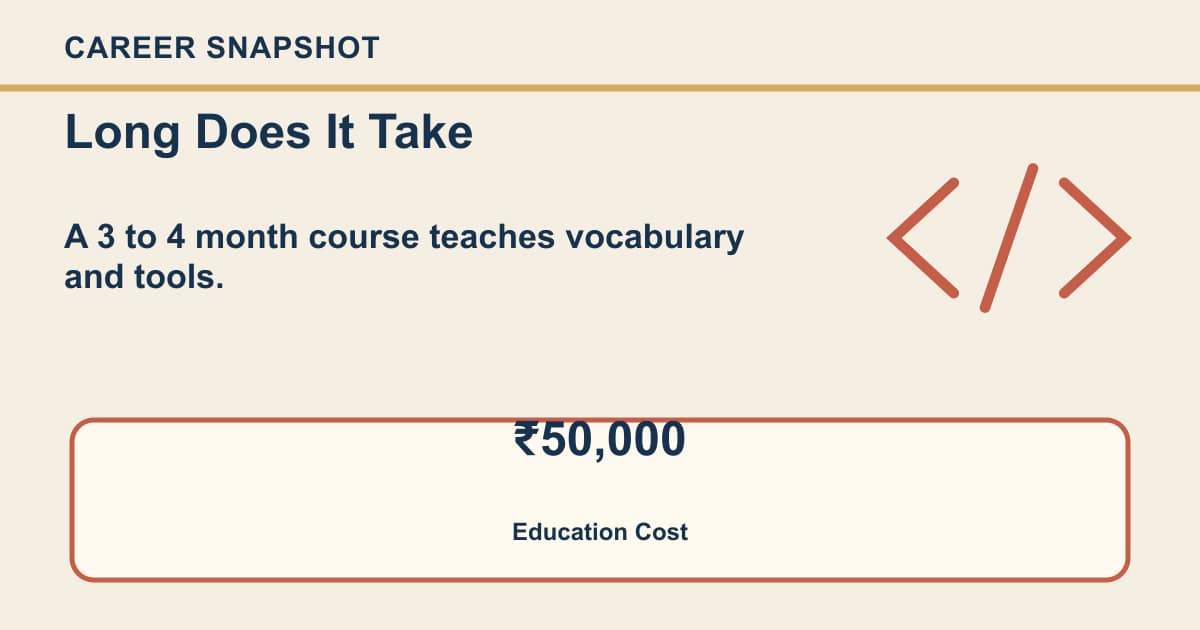 CAREER SNAPSHOT
Long Does It Take
A 3 to 4 month course teaches vocabulary
and tools.
₹50,000
Education Cost